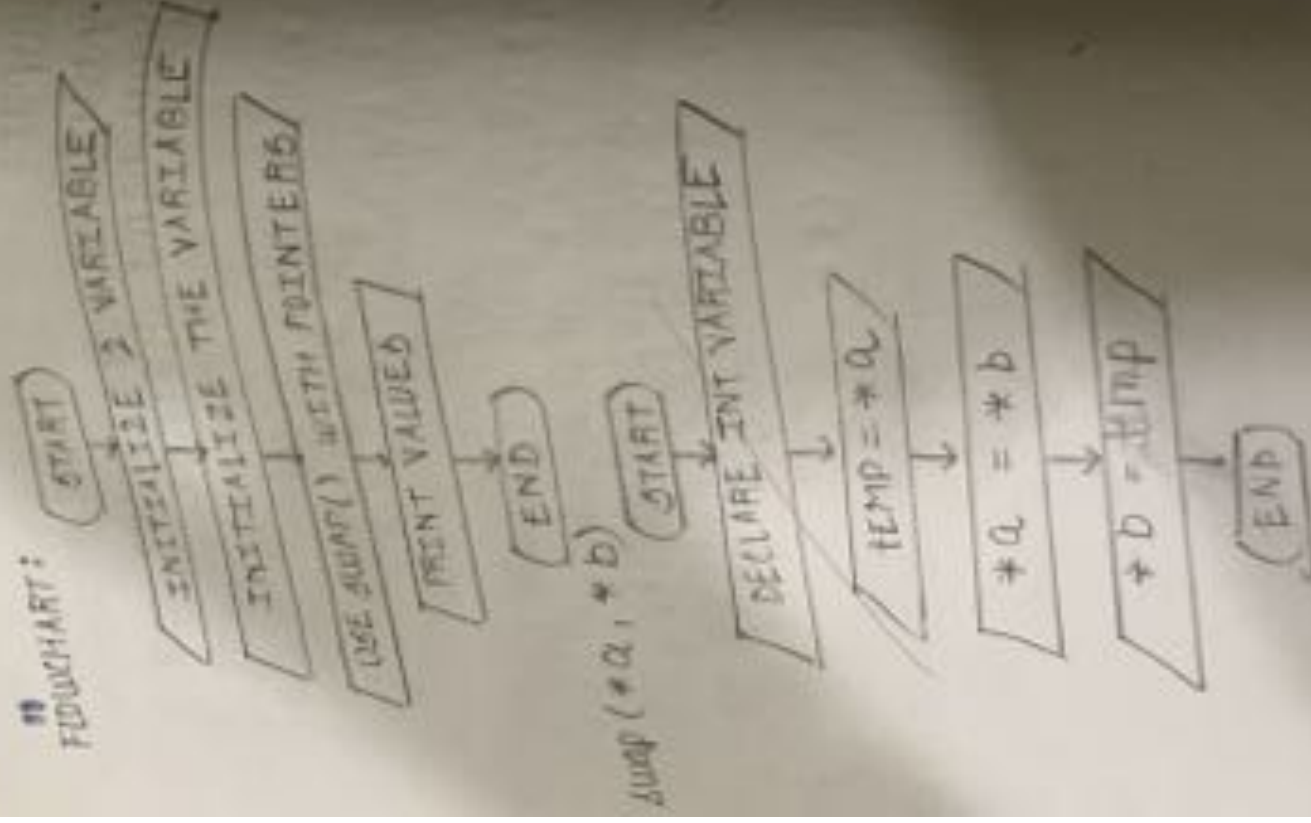 FLOWCHART:
START
INITIALIZE 2 VARIABLE
INITIALIZE THE VARIABLE
USE SWAP() WITH POINTERS
PRINT VALUES
END
swap (*a, *b)
START
DECLARE INT VARIABLE
tEMP = *a
*a = *b
*b = temp
END